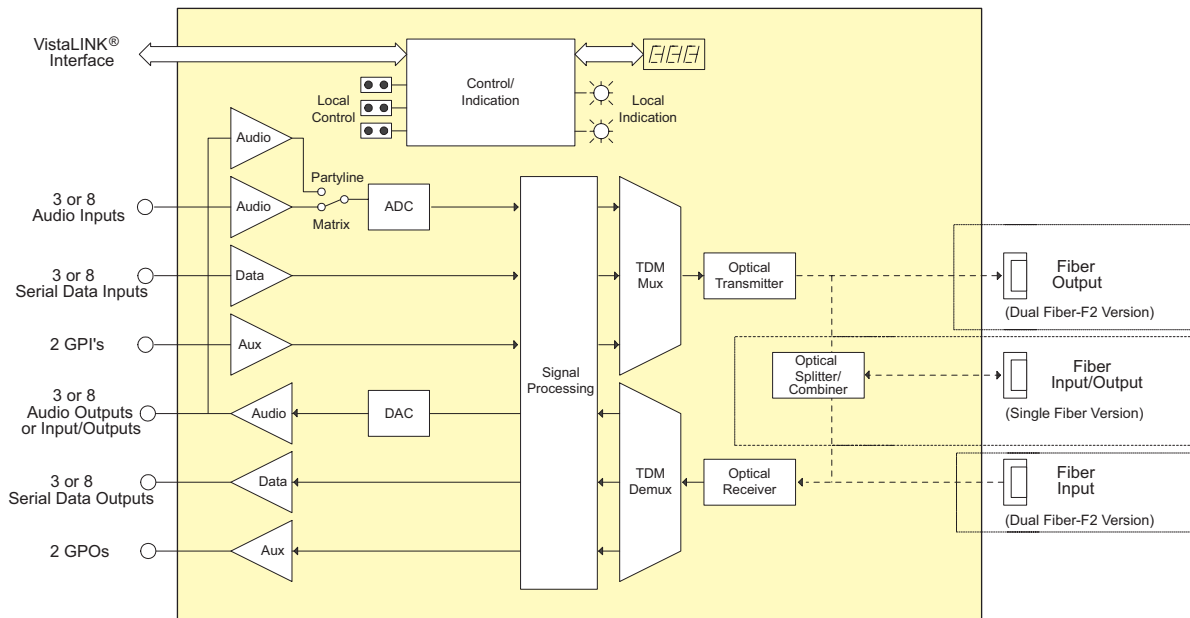 VistaLINK®
Interface
Control/
Indication
Local
Control
Local
Indication
Audio
Partyline
3 or 8
Audio Inputs
Audio
Matrix
ADC
3 or 8
Serial Data Inputs
Data
TDM
Mux
Optical
Transmitter
Fiber
Output
(Dual Fiber-F2 Version)
2 GPI's
Aux
Signal
Processing
Optical
Splitter/
Combiner
Fiber
Input/Output
(Single Fiber Version)
3 or 8
Audio Outputs
or Input/Outputs
Audio
DAC
3 or 8
Serial Data Outputs
Data
TDM
Demux
Optical
Receiver
Fiber
Input
(Dual Fiber-F2 Version)
2 GPOs
Aux